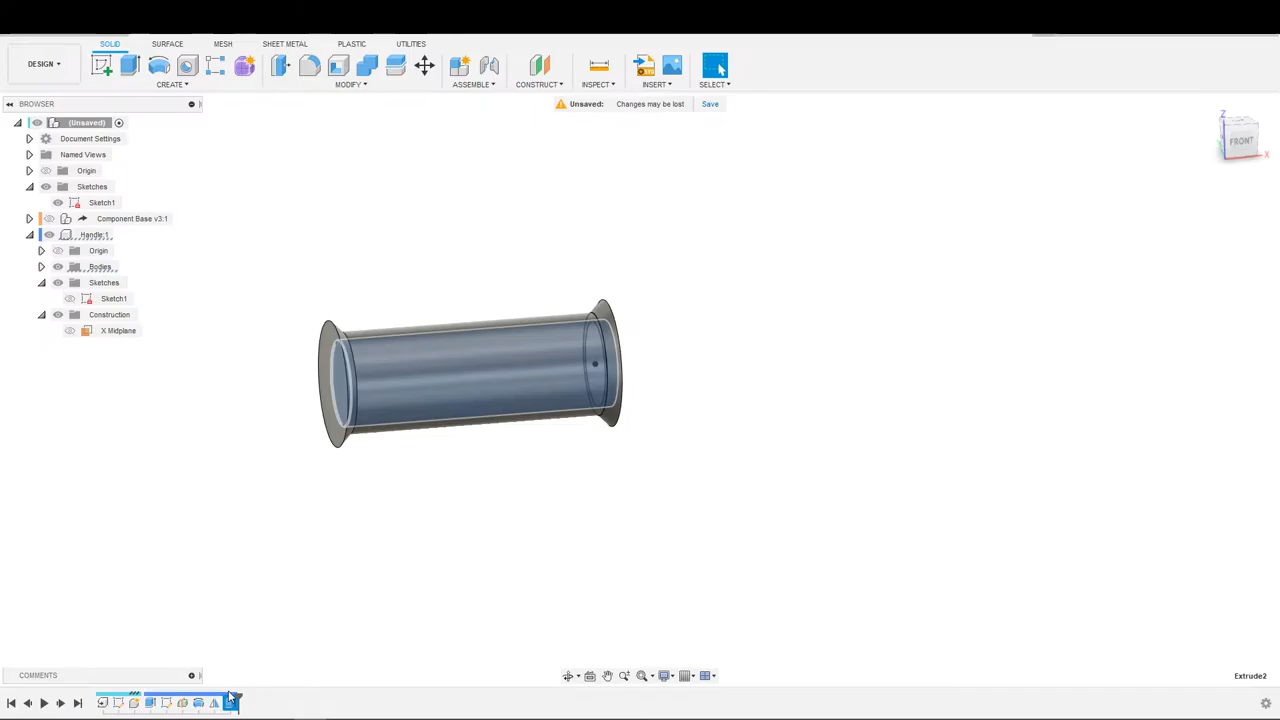 SOLID SURFACE MESH SHEET METAL PLASTIC UTILITIES
DESIGN
CREATE MODIFY ASSEMBLE CONSTRUCT INSPECT INSERT SELECT
BROWSER
Unsaved: Changes may be lost Save
(Unsaved)
Document Settings
Named Views
Origin
Sketches
Sketch1
Component Base v3:1
Handle:1
Origin
Bodies
Sketches
Sketch1
Construction
X Midplane
Z
FRONT
X
COMMENTS
Extrude2